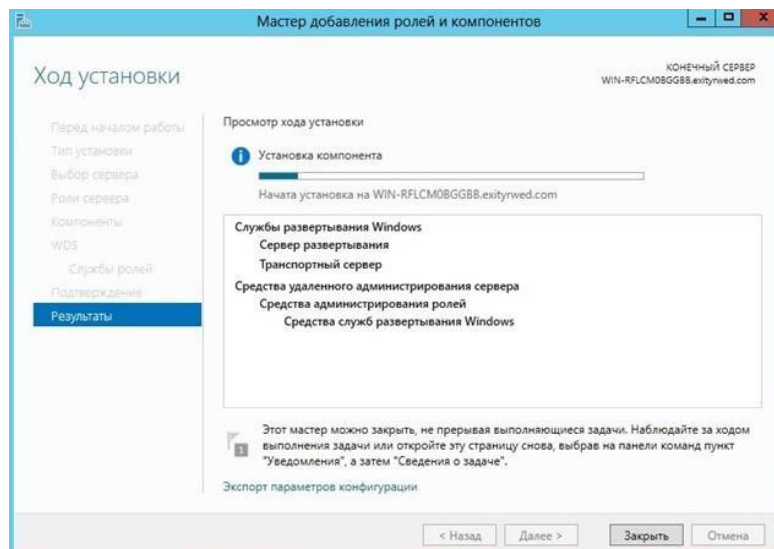 Мастер добавления ролей и компонентов
Ход установки
КОНЕЧНЫЙ СЕРВЕР
WIN-RFLCM0BGGBB.exityrwed.com
Перед началом работы
Тип установки
Выбор сервера
Роли сервера
Компоненты
WDS
Службы ролей
Подтверждение
Результаты
Просмотр хода установки
Установка компонента
Начата установка на WIN-RFLCM0BGGBB.exityrwed.com
Службы развертывания Windows
Сервер развертывания
Транспортный сервер
Средства удаленного администрирования сервера
Средства администрирования ролей
Средства служб развертывания Windows
1
Этот мастер можно закрыть, не прерывая выполняющиеся задачи. Наблюдайте за ходом
выполнения задачи или откройте эту страницу снова, выбрав на панели команд пункт
"Уведомления", а затем "Сведения о задаче".
Экспорт параметров конфигурации
< Назад
Далее >
Закрыть
Отмена